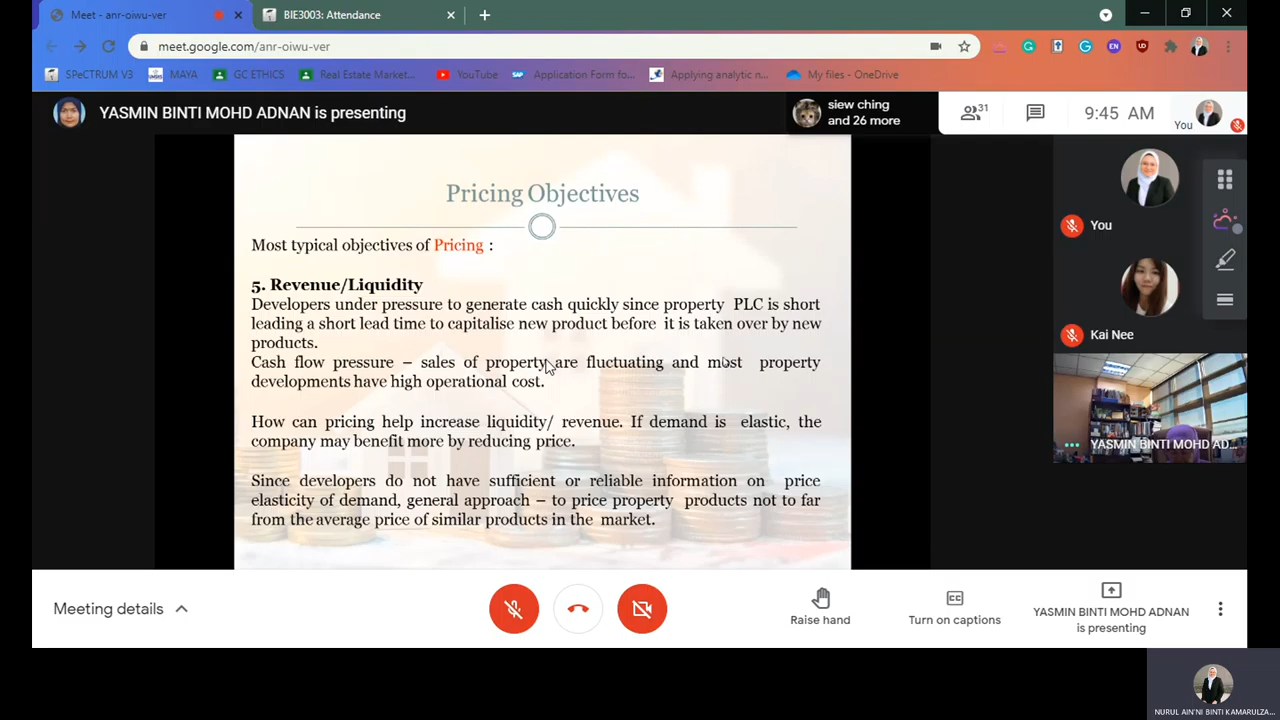 Meet - anr-oiwu-ver
BIE3003: Attendance
meet.google.com/anr-oiwu-ver
SPeCTRUM V3
MAYA
GC ETHICS
Real Estate Market...
YouTube
Application Form fo...
Applying analytic n...
My files - OneDrive
YASMIN BINTI MOHD ADNAN is presenting
siew ching
and 26 more
31
9:45 AM
You
Pricing Objectives
Most typical objectives of Pricing :
5. Revenue/Liquidity
Developers under pressure to generate cash quickly since property PLC is short
leading a short lead time to capitalise new product before it is taken over by new
products.
Cash flow pressure – sales of property are fluctuating and most property
developments have high operational cost.
How can pricing help increase liquidity/ revenue. If demand is elastic, the
company may benefit more by reducing price.
Since developers do not have sufficient or reliable information on price
elasticity of demand, general approach – to price property products not to far
from the average price of similar products in the market.
You
Kai Nee
YASMIN BINTI MOHD AD...
Meeting details
Raise hand
CC
Turn on captions
YASMIN BINTI MOHD ADNAN
is presenting
NURUL AIN'NI BINTI KAMARULZA...